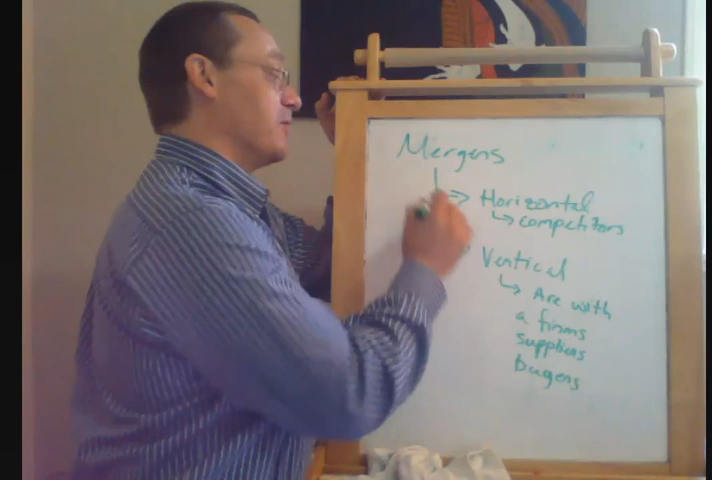 Mergers
⇒ Horizontal
↳ competitors
Vertical
↳ Are with
a firms
suppliers
buyers